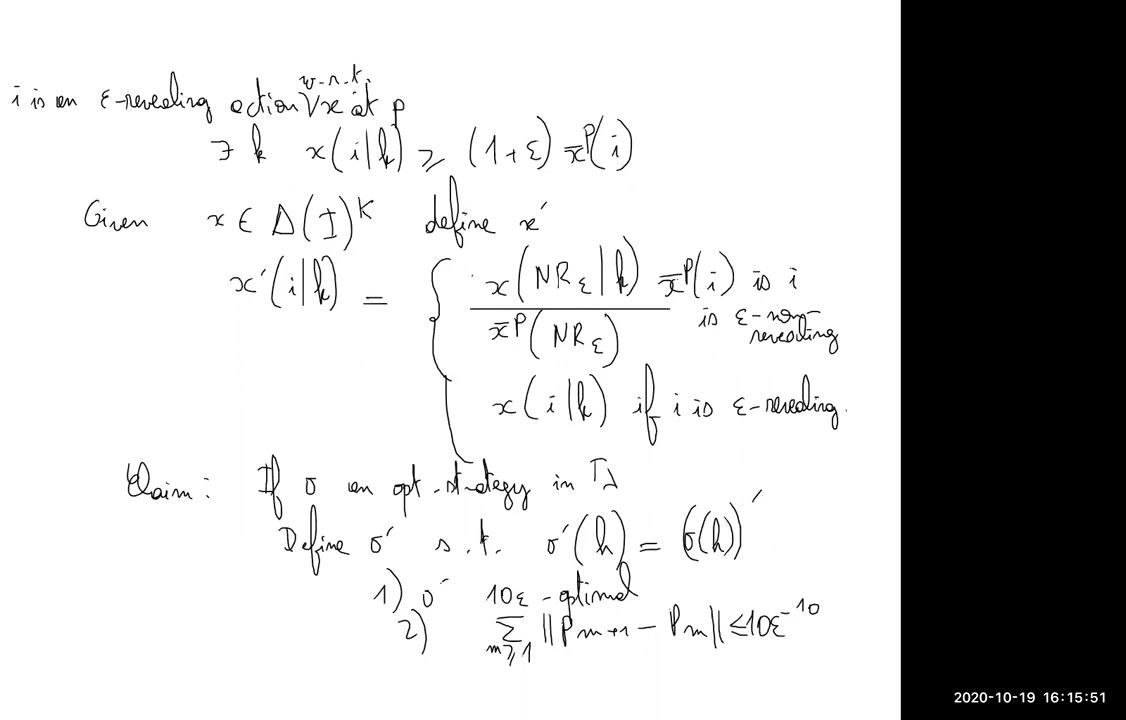 w.r.t.
i is an ε-revealing action ∨ x at p
∃ k x(i|k) ≥ (1+ε) x̄^p(i)
Given x ∈ Δ(I)^K define x'
x'(i|k) = { x(NR_ε|k) / x̄^p(NR_ε) x̄^p(i) is i
is ε-non-
revealing
x(i|k) if i is ε-revealing.
Claim: If σ an opt. strategy in Γ_λ
Define σ' s.t. σ'(h) = (σ(h))'
1) σ' 10ε-optimal
2) ∑_{m≥1} ||p_{m+1} - p_m|| ≤ 10ε^{-10}
2020-10-19 16:15:51